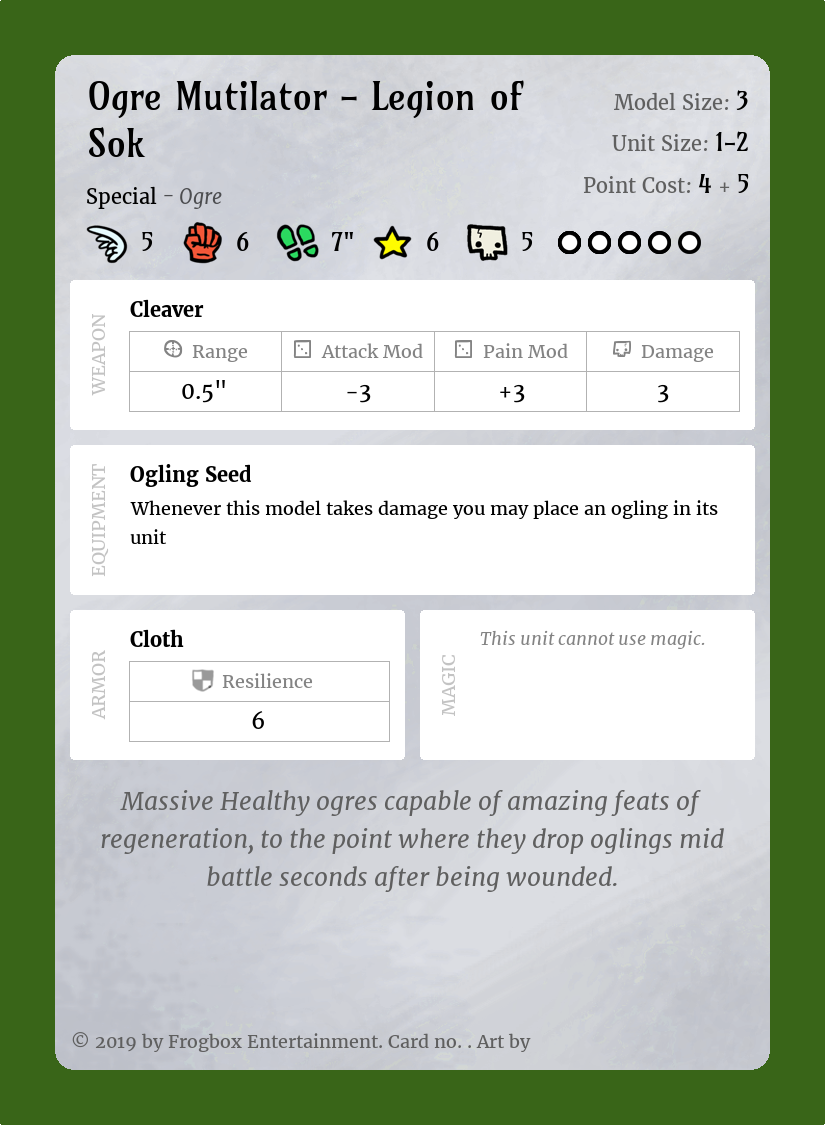 Ogre Mutilator – Legion of
Sok
Model Size: 3
Unit Size: 1–2
Point Cost: 4 + 5
Special – Ogre
5 6 7" 6 5
WEAPON
Cleaver
Range Attack Mod Pain Mod Damage
0.5" -3 +3 3
EQUIPMENT
Ogling Seed
Whenever this model takes damage you may place an ogling in its
unit
ARMOR
Cloth
Resilience
6
MAGIC
This unit cannot use magic.
Massive Healthy ogres capable of amazing feats of
regeneration, to the point where they drop oglings mid
battle seconds after being wounded.
© 2019 by Frogbox Entertainment. Card no. . Art by